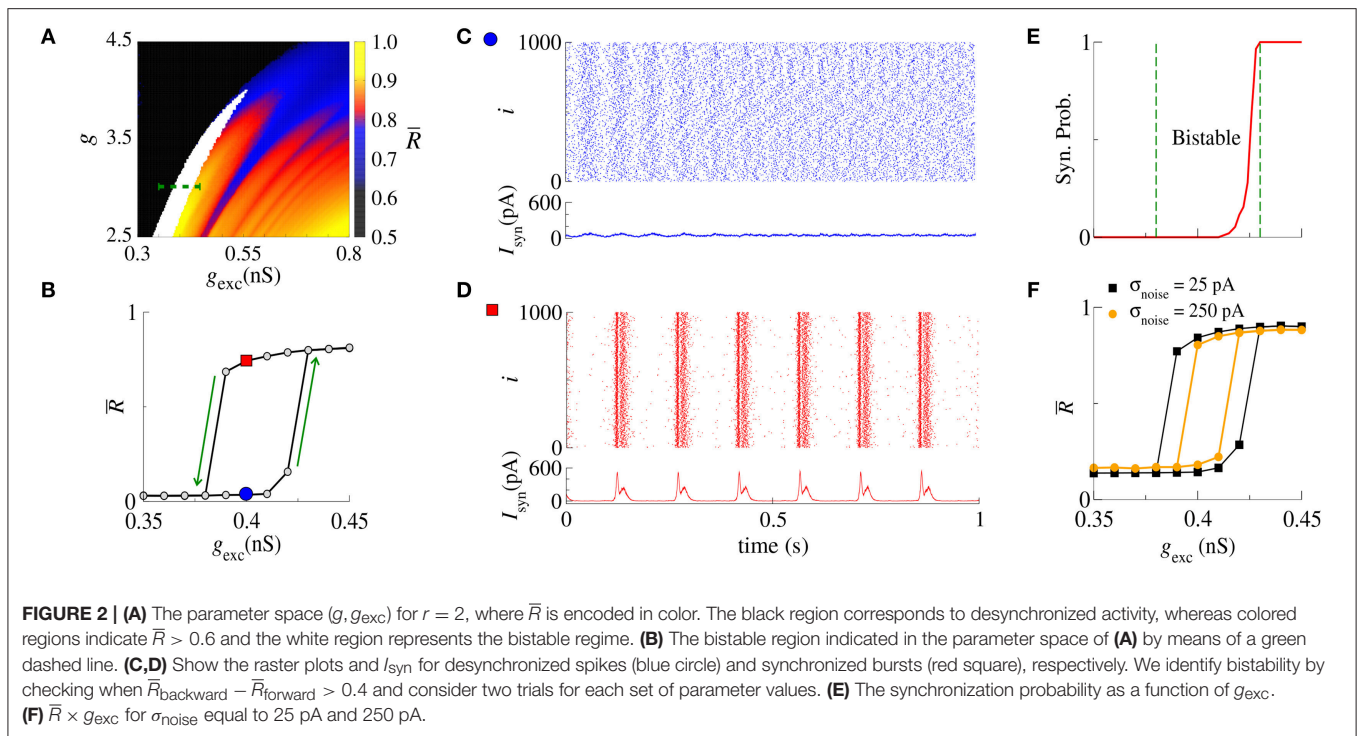 A
4.5
g
3.5
2.5
0.3
0.55
0.8
g_exc(nS)
1.0
0.9
0.8
0.7
0.6
0.5
R̅
B
1
R̅
0
0.35
0.4
0.45
g_exc(nS)
C
1000
i
0
600
I_syn(pA)
0
D
1000
i
0
600
I_syn(pA)
0
0
0.5
1
time (s)
E
1
Syn. Prob.
Bistable
0
F
σ_noise = 25 pA
σ_noise = 250 pA
1
R̅
0
0.35
0.4
0.45
g_exc (nS)
FIGURE 2 | (A) The parameter space (g, g_exc) for r = 2, where R̅ is encoded in color. The black region corresponds to desynchronized activity, whereas colored
regions indicate R̅ > 0.6 and the white region represents the bistable regime. (B) The bistable region indicated in the parameter space of (A) by means of a green
dashed line. (C,D) Show the raster plots and I_syn for desynchronized spikes (blue circle) and synchronized bursts (red square), respectively. We identify bistability by
checking when R̅_backward − R̅_forward > 0.4 and consider two trials for each set of parameter values. (E) The synchronization probability as a function of g_exc.
(F) R̅ × g_exc for σ_noise equal to 25 pA and 250 pA.